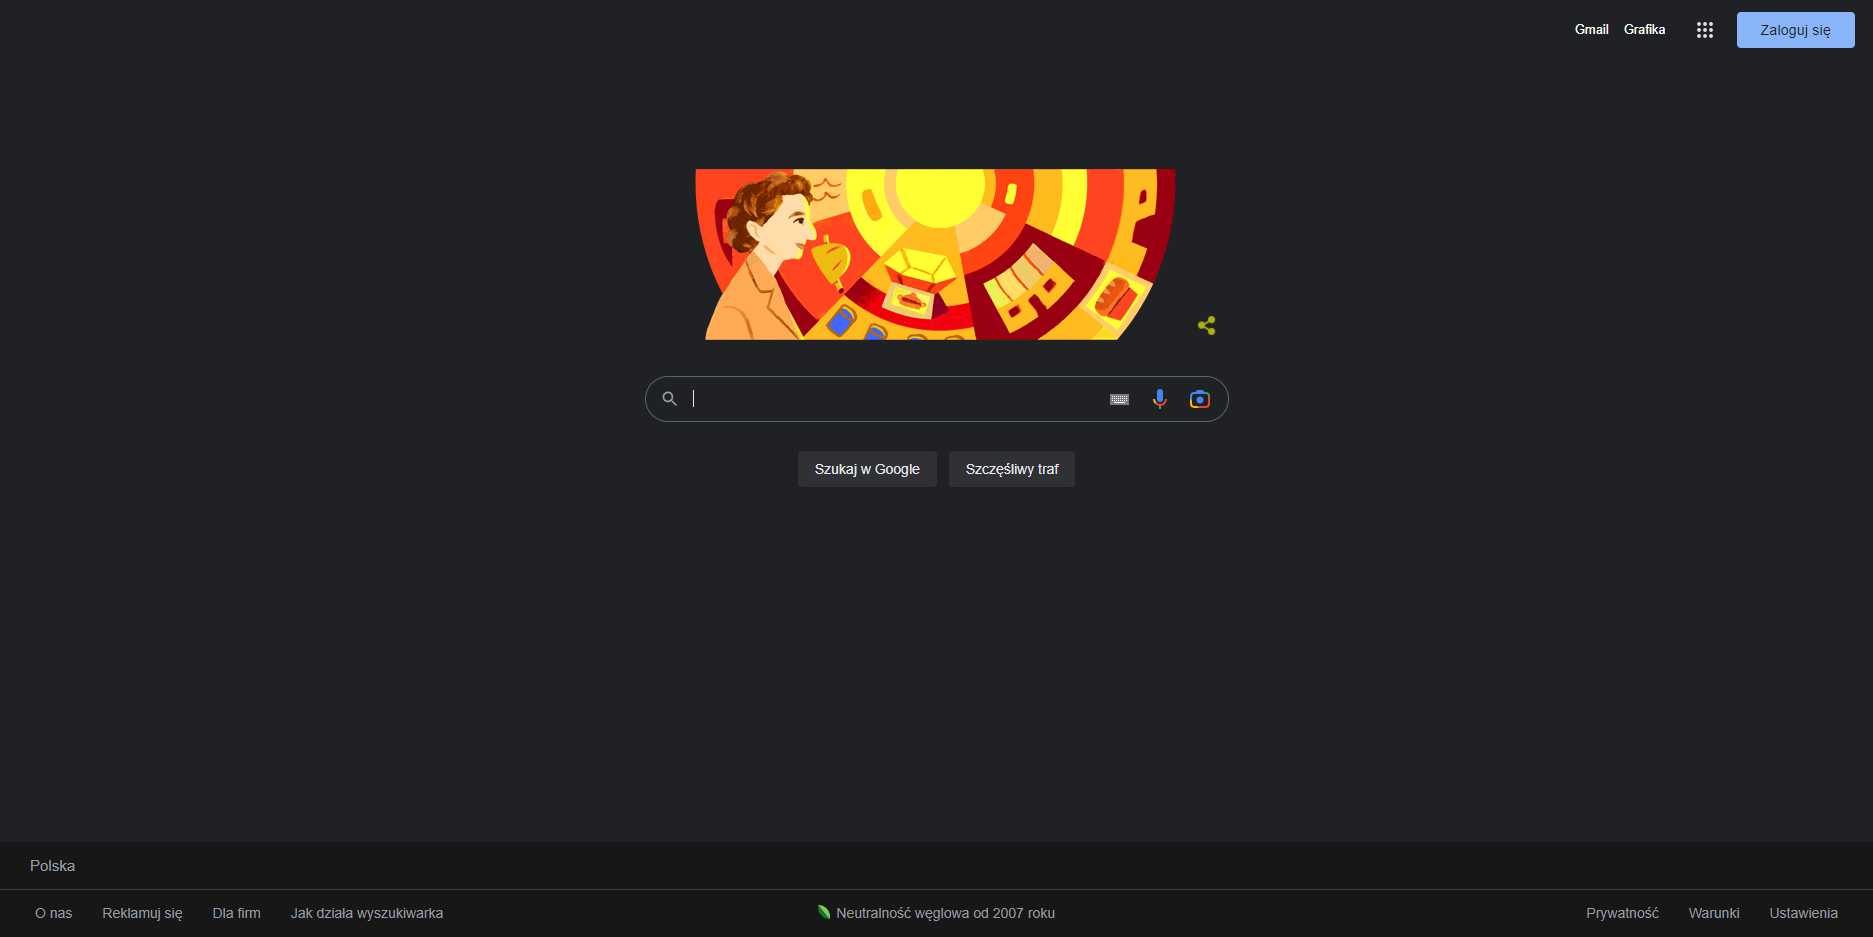 Gmail Grafika Zaloguj się
Szukaj w Google Szczęśliwy traf
Polska
O nas Reklamuj się Dla firm Jak działa wyszukiwarka Neutralność węglowa od 2007 roku Prywatność Warunki Ustawienia